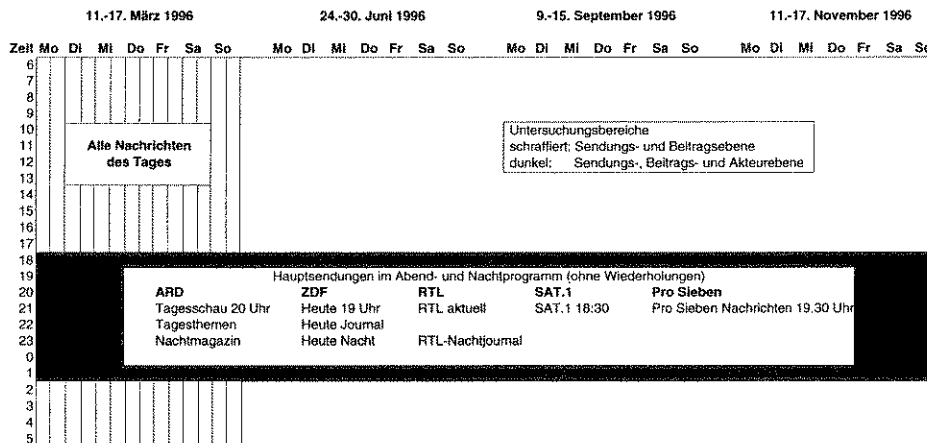 11.-17. März 1996 24.-30. Juni 1996 9.-15. September 1996 11.-17. November 1996
Zeit Mo Di Mi Do Fr Sa So Mo Di Mi Do Fr Sa So Mo Di Mi Do Fr Sa So Mo Di Mi Do Fr Sa So
6
7
8
9
10
11
12
13
14
15
16
17
18
19
20
21
22
23
0
1
2
3
4
5
Alle Nachrichten
des Tages
Untersuchungsbereiche
schraffiert: Sendungs- und Beitragsebene
dunkel: Sendungs-, Beitrags- und Akteurebene
Hauptsendungen im Abend- und Nachtprogramm (ohne Wiederholungen)
ARD ZDF RTL SAT.1 Pro Sieben
Tagesschau 20 Uhr Heute 19 Uhr RTL aktuell SAT.1 18:30 Pro Sieben Nachrichten 19.30 Uhr
Tagesthemen Heute Journal
Nachtmagazin Heute Nacht RTL-Nachtjournal